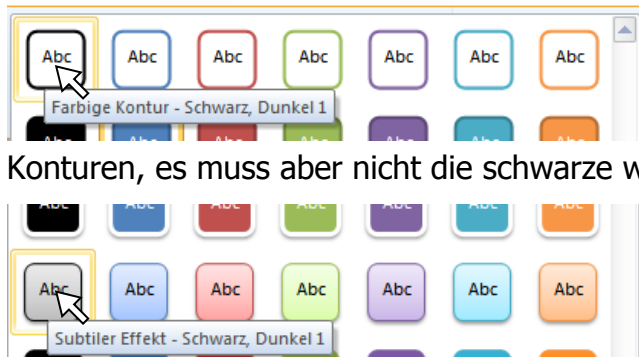 Abc Abc Abc Abc Abc Abc Abc
Farbige Kontur - Schwarz, Dunkel 1
Konturen, es muss aber nicht die schwarze w
Abc Abc Abc Abc Abc Abc Abc
Subtiler Effekt - Schwarz, Dunkel 1